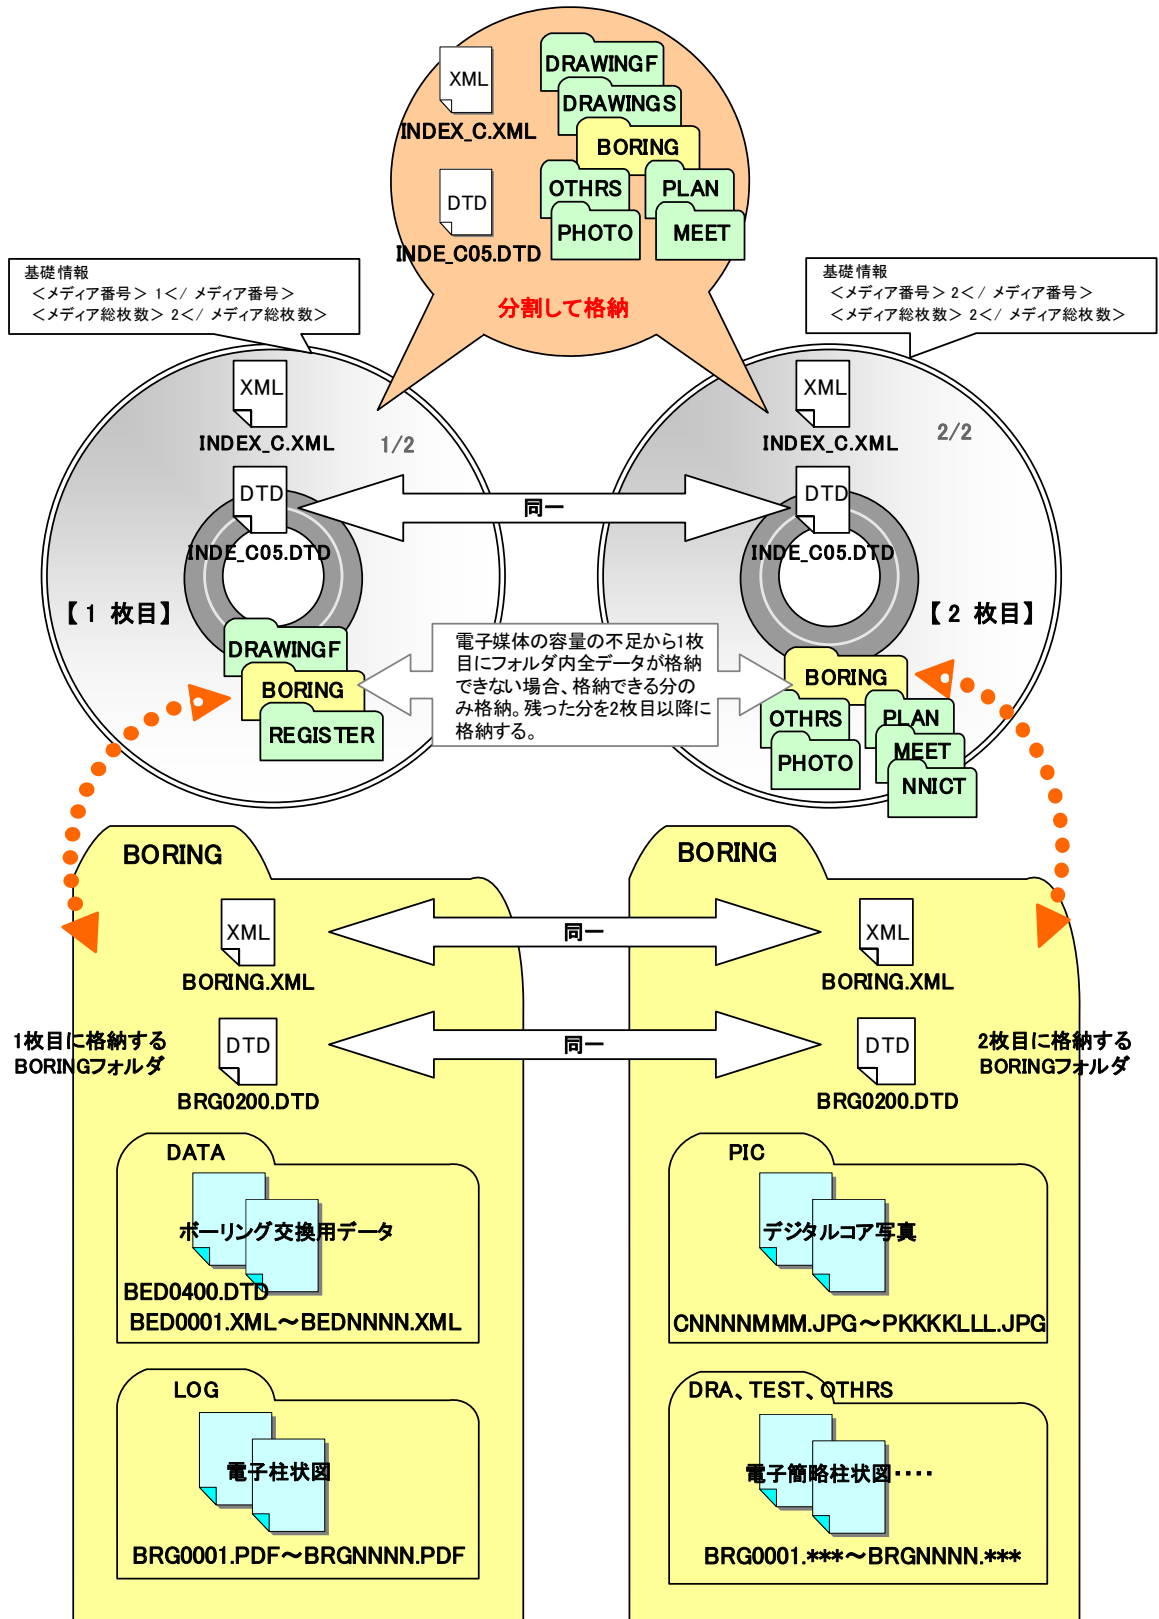 XML
INDEX_C.XML
DTD
INDE_C05.DTD
DRAWINGF
DRAWINGS
BORING
OTHRS
PLAN
PHOTO
MEET
分割して格納
基礎情報
＜メディア番号＞1＜/メディア番号＞
＜メディア総枚数＞2＜/メディア総枚数＞
基礎情報
＜メディア番号＞2＜/メディア番号＞
＜メディア総枚数＞2＜/メディア総枚数＞
XML
INDEX_C.XML
1/2
DTD
INDE_C05.DTD
【1 枚目】
DRAWINGF
BORING
REGISTER
同一
XML
INDEX_C.XML
2/2
DTD
INDE_C05.DTD
【2 枚目】
BORING
OTHRS
PLAN
PHOTO
MEET
NNICT
電子媒体の容量の不足から1枚
目にフォルダ内全データが格納
できない場合、格納できる分の
み格納。残った分を2枚目以降に
格納する。
BORING
XML
BORING.XML
同一
1枚目に格納する
BORINGフォルダ
DTD
BRG0200.DTD
同一
DATA
ボーリング交換用データ
BED0400.DTD
BED0001.XML～BEDNNNN.XML
LOG
電子柱状図
BRG0001.PDF～BRGNNNN.PDF
BORING
XML
BORING.XML
2枚目に格納する
BORINGフォルダ
DTD
BRG0200.DTD
PIC
デジタルコア写真
CNNNNMMM.JPG～PKKKKLLL.JPG
DRA、TEST、OTHRS
電子簡略柱状図・・・・
BRG0001.***～BRGNNNN.***